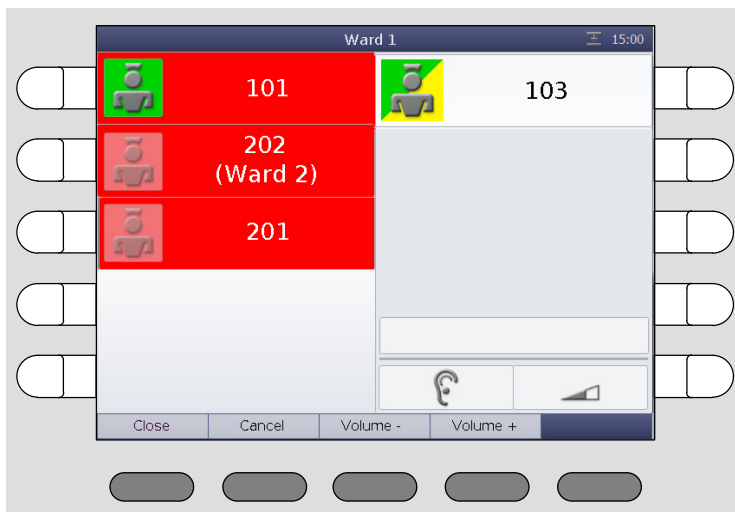 Ward 1
15:00
101
103
202
(Ward 2)
201
Close
Cancel
Volume -
Volume +